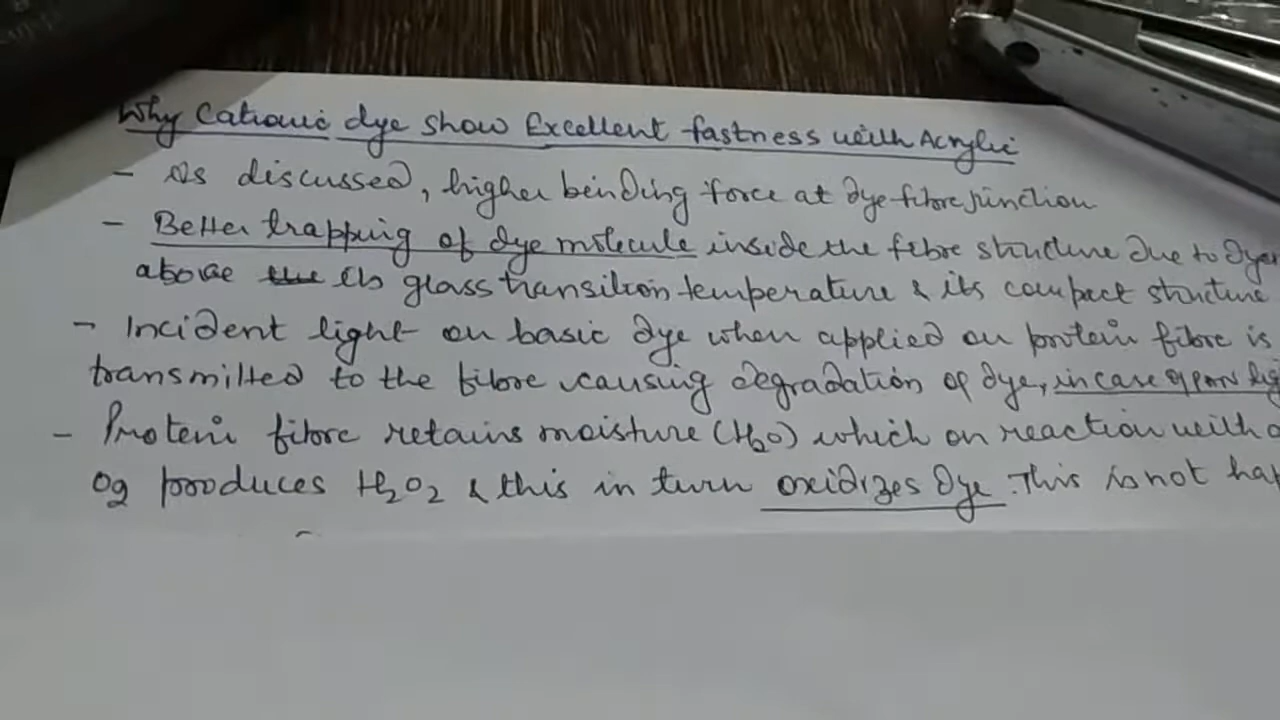 Why Cationic dye show Excellent fastness with Acrylic
- As discussed, higher binding force at dye fibre junction
- Better trapping of dye molecule inside the fibre structure due to
above its glass transition temperature & its compact structure
- Incident light on basic dye when applied on protein fibre is
transmitted to the fibre causing degradation of dye, in case of
- Protein fibre retains moisture (H2O) which on reaction with
O2 produces H2O2 & this in turn oxidizes dye. This is not